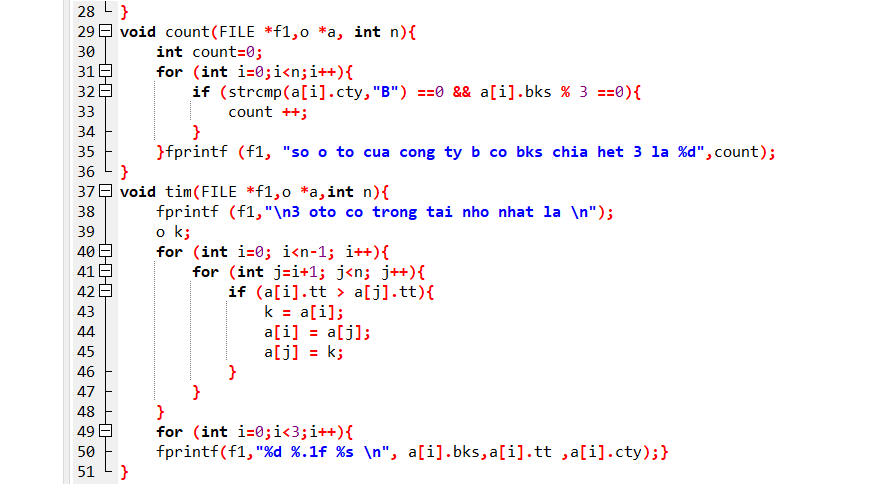 28 }
29 void count(FILE *f1,o *a, int n){
30 int count=0;
31 for (int i=0;i<n;i++){
32 if (strcmp(a[i].cty,"B") ==0 && a[i].bks % 3 ==0){
33 count ++;
34 }
35 }fprintf (f1, "so o to cua cong ty b co bks chia het 3 la %d",count);
36 }
37 void tim(FILE *f1,o *a,int n){
38 fprintf (f1,"\n3 oto co trong tai nho nhat la \n");
39 o k;
40 for (int i=0; i<n-1; i++){
41 for (int j=i+1; j<n; j++){
42 if (a[i].tt > a[j].tt){
43 k = a[i];
44 a[i] = a[j];
45 a[j] = k;
46 }
47 }
48 }
49 for (int i=0;i<3;i++){
50 fprintf(f1,"%d %.1f %s \n", a[i].bks,a[i].tt ,a[i].cty);}
51 }